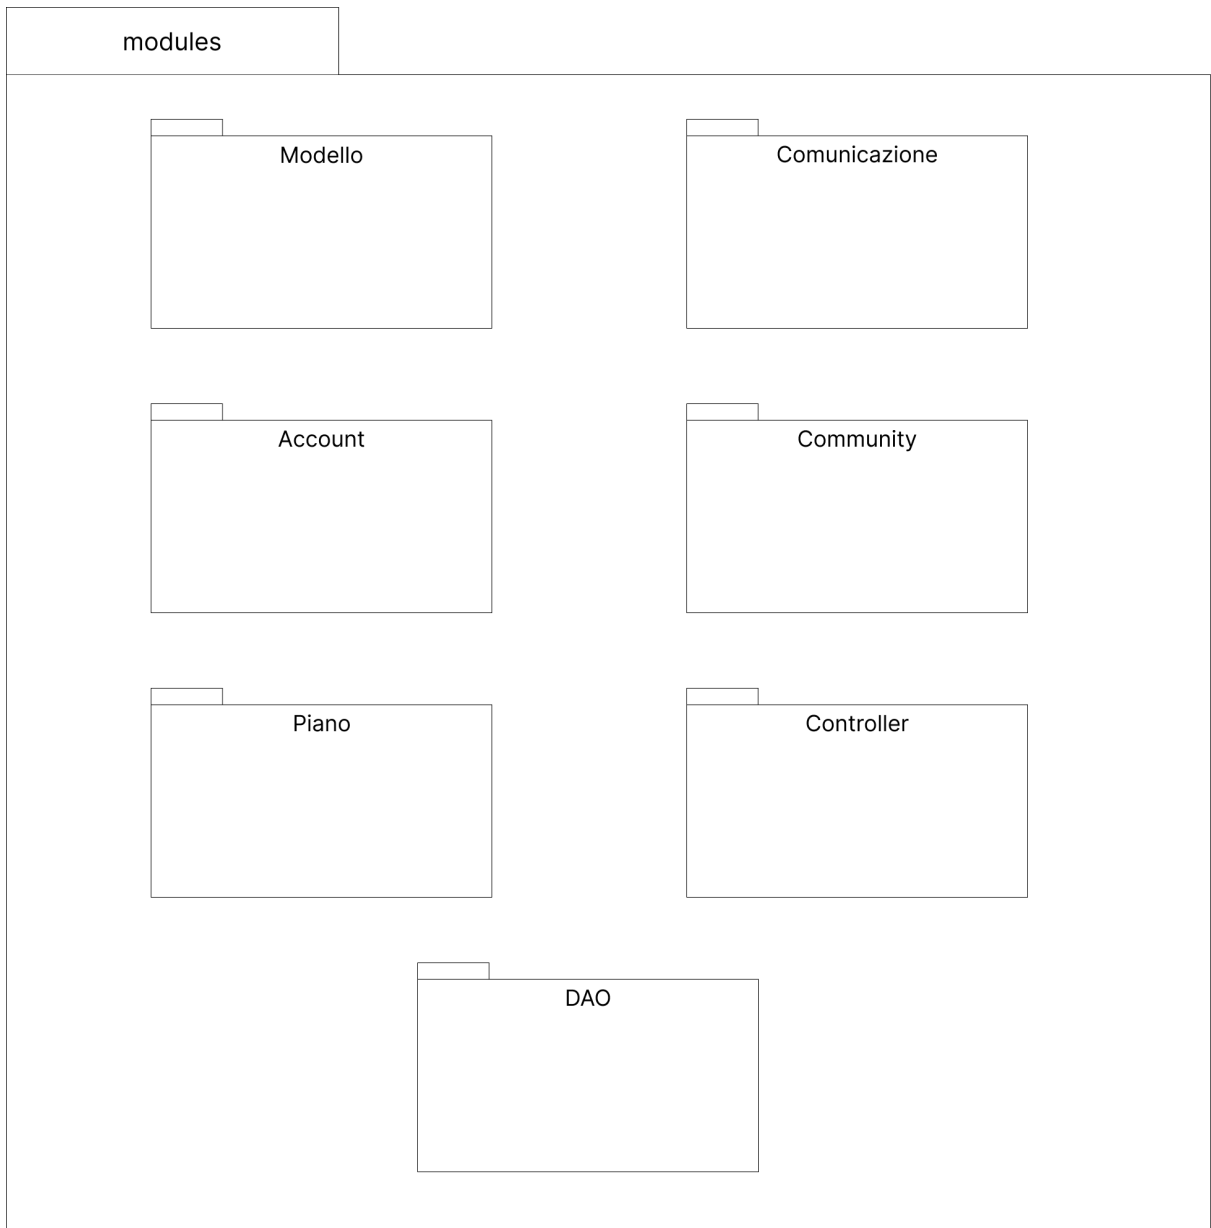 modules
Modello
Comunicazione
Account
Community
Piano
Controller
DAO